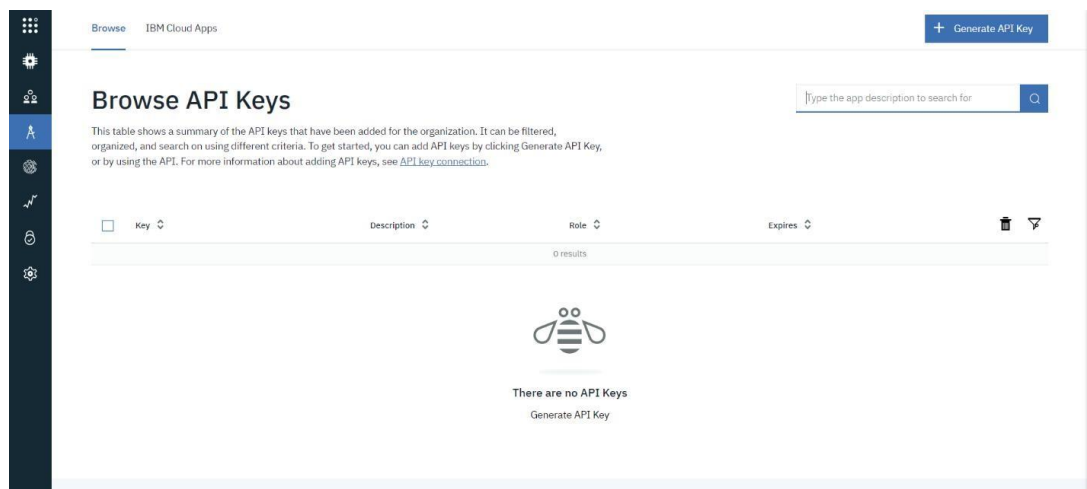 Browse IBM Cloud Apps
+ Generate API Key
Browse API Keys
Type the app description to search for
This table shows a summary of the API keys that have been added for the organization. It can be filtered,
organized, and search on using different criteria. To get started, you can add API keys by clicking Generate API Key,
or by using the API. For more information about adding API keys, see API key connection.
Key Description Role Expires
0 results
There are no API Keys
Generate API Key